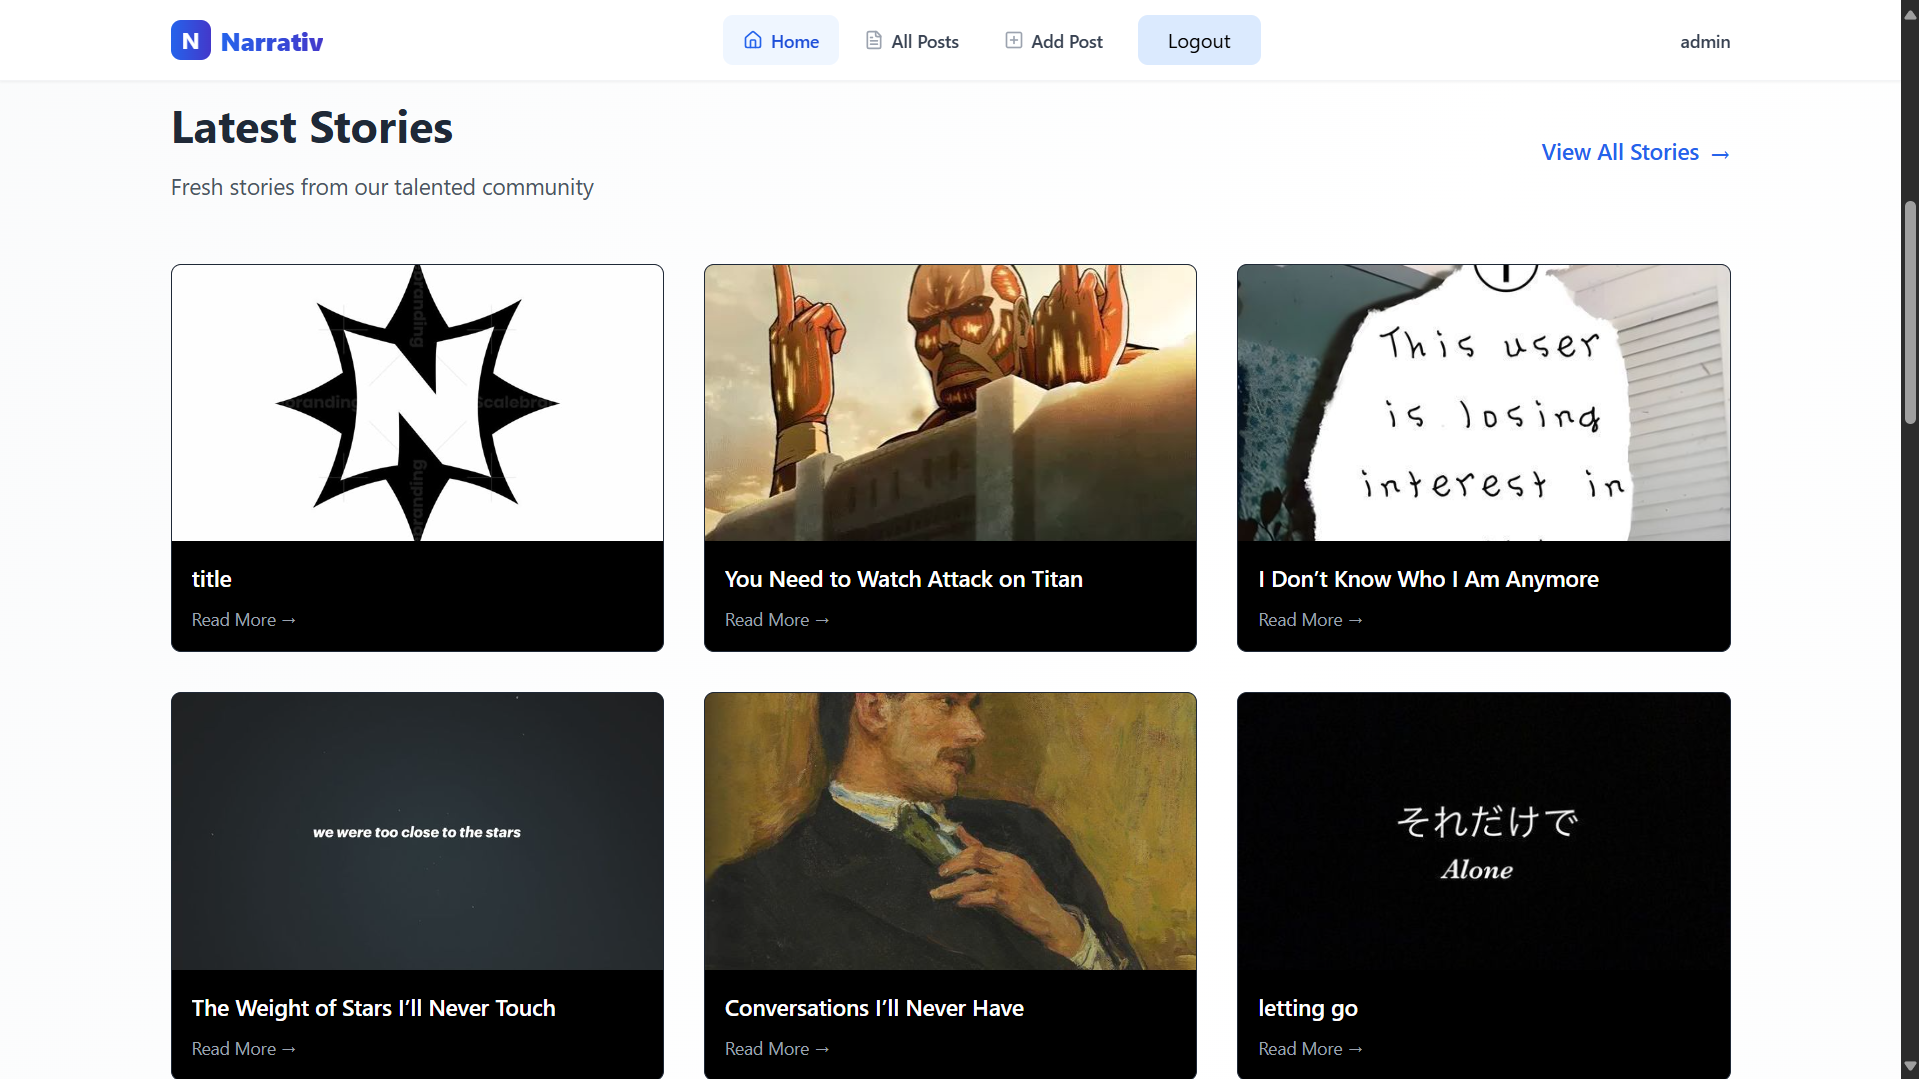 N Narrativ
Home
All Posts
Add Post
Logout
admin
Latest Stories
View All Stories →
Fresh stories from our talented community
N
This user
is losing
interest in
title
Read More →
You Need to Watch Attack on Titan
Read More →
I Don’t Know Who I Am Anymore
Read More →
we were too close to the stars
それだけで
Alone
The Weight of Stars I’ll Never Touch
Read More →
Conversations I’ll Never Have
Read More →
letting go
Read More →